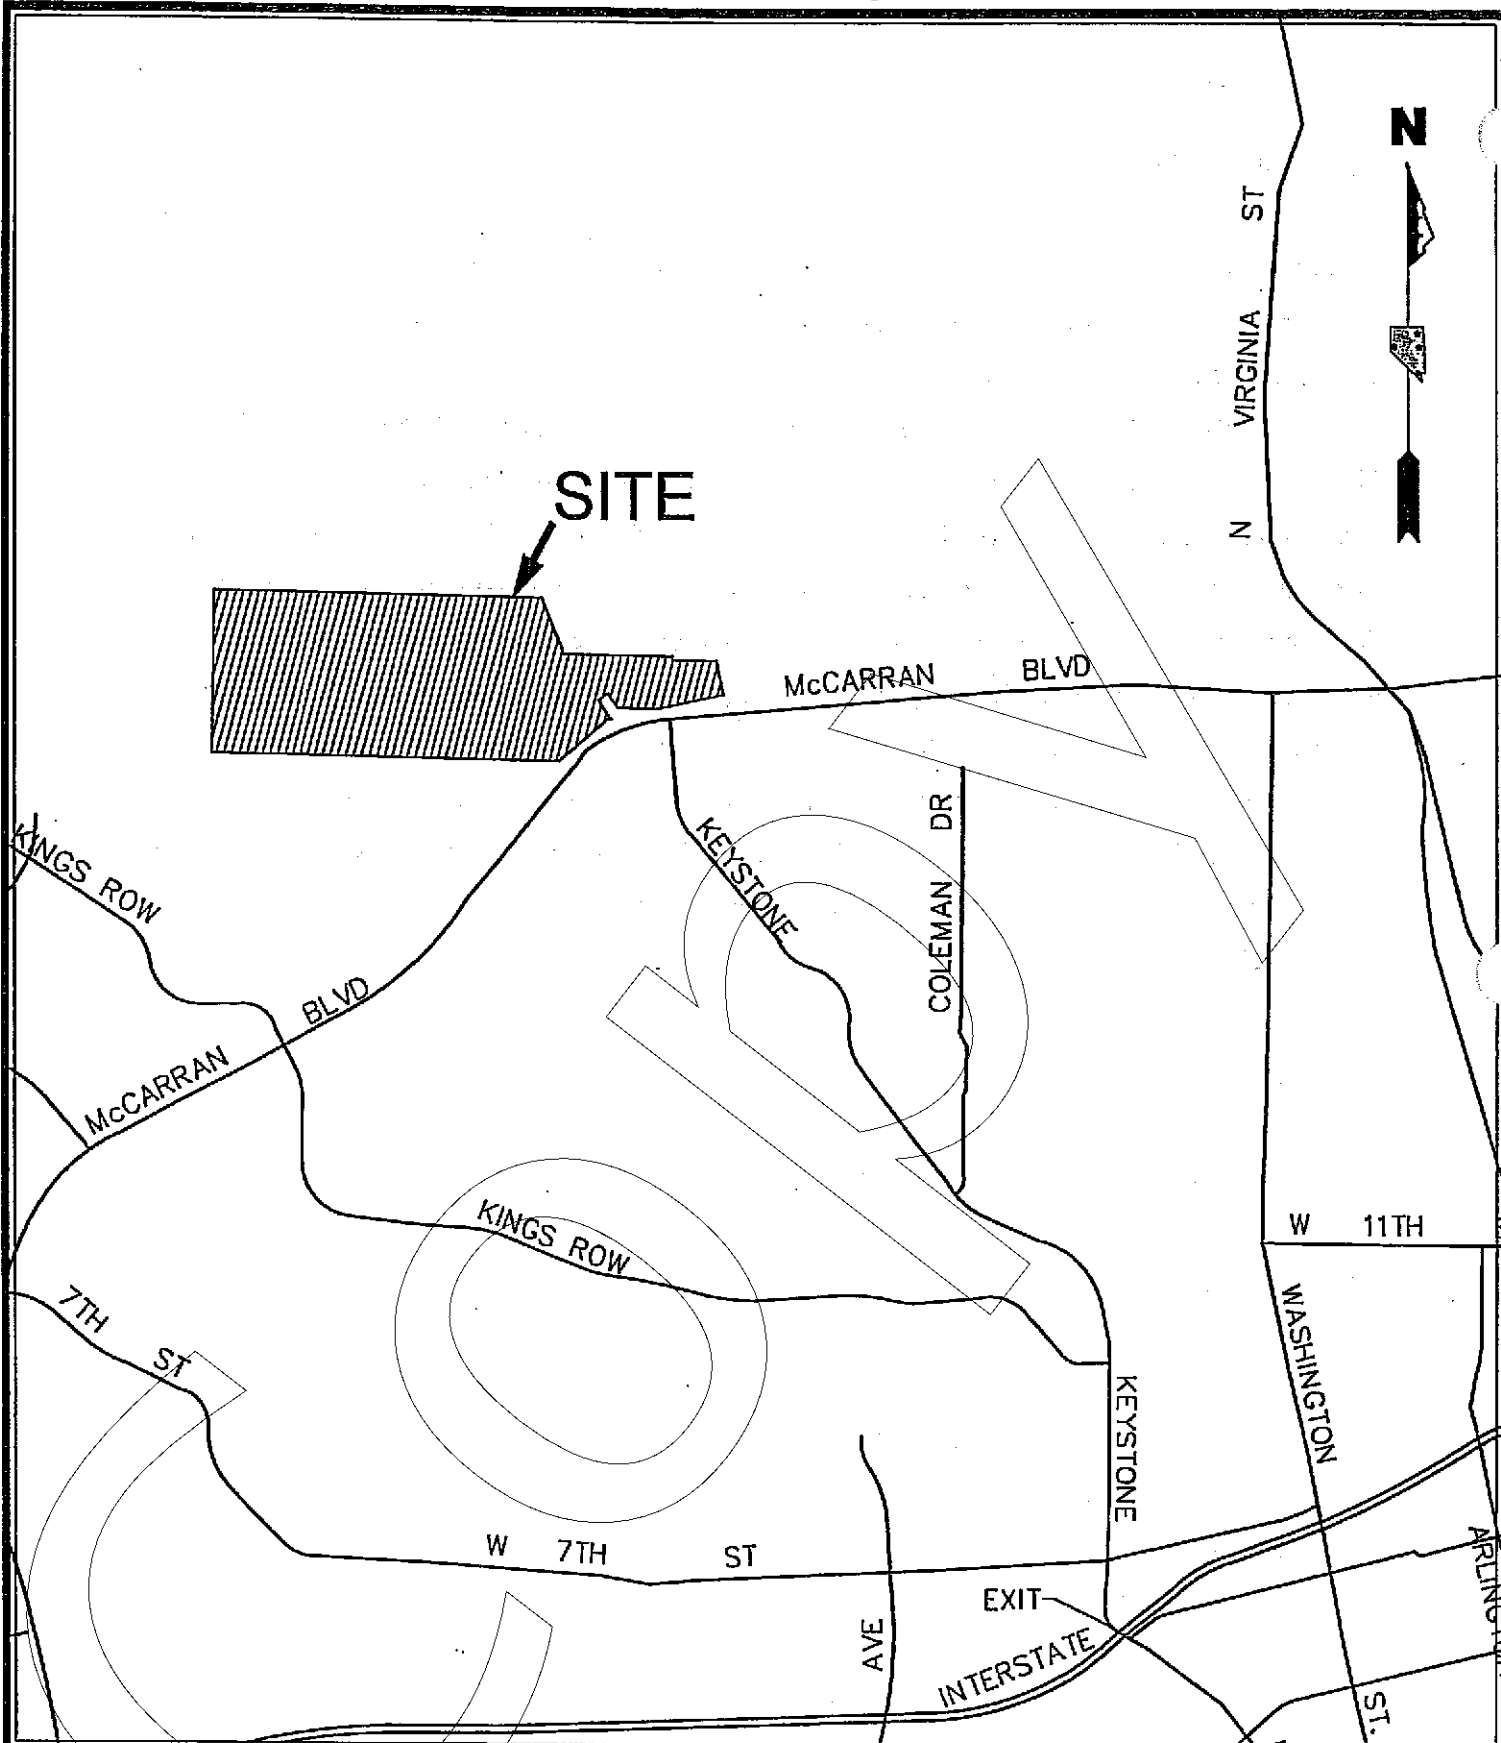 N
N VIRGINIA ST
SITE
McCARRAN BLVD
KINGS ROW
KEYSTONE
COLEMAN DR
McCARRAN BLVD
KINGS ROW
W 11TH
7TH ST
WASHINGTON ST.
KEYSTONE
W 7TH ST
EXIT
AVE
INTERSTATE
Copy